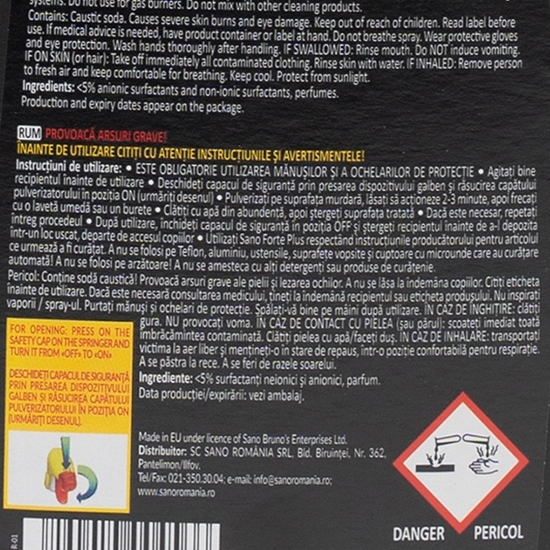 systems. Do not use for gas burners. Do not mix with other cleaning products.
Contains: Caustic soda. Causes severe skin burns and eye damage. Keep out of reach of children. Read label before
use. If medical advice is needed, have product container or label at hand. Do not breathe spray. Wear protective gloves
and eye protection. Wash hands thoroughly after handling. IF SWALLOWED: Rinse mouth. Do NOT induce vomiting.
IF ON SKIN (or hair): Take off immediately all contaminated clothing. Rinse skin with water. IF INHALED: Remove person
to fresh air and keep comfortable for breathing. Keep cool. Protect from sunlight.
Ingredients: <5% anionic surfactants and non-ionic surfactants, perfumes.
Production and expiry dates appear on the package.
RUM PROVOACĂ ARSURI GRAVE!
ÎNAINTE DE UTILIZARE CITIȚI CU ATENȚIE INSTRUCȚIUNILE ȘI AVERTISMENTELE!
Instrucțiuni de utilizare: • ESTE OBLIGATORIE UTILIZAREA MĂNUȘILOR ȘI A OCHELARILOR DE PROTECȚIE • Agitați bine
recipientul înainte de utilizare • Deschideți capacul de siguranță prin presarea dispozitivului galben și răsucirea capătului
pulverizatorului în poziția ON (urmăriți desenul) • Pulverizați pe suprafața murdară, lăsați să acționeze 2-3 minute, apoi frecați
cu o lavetă umedă sau un burete • Clătiți cu apă din abundență, apoi ștergeți suprafața tratată • Dacă este necesar, repetați
întreg procedeul • După utilizare, închideți capacul de siguranță în poziția OFF și ștergeți recipientul înainte de a-l depozita
într-un loc uscat, departe de accesul copiilor • Utilizați Sano Forte Plus respectând instrucțiunile producătorului pentru articolul
ce urmează a fi curățat. A nu se folosi pe Teflon, aluminiu, ustensile, suprafețe vopsite și cuptoare cu microunde care au curățare
automată! A nu se folosi pe arzătoare! A nu se amesteca cu alți detergenți sau produse de curățenie.
Pericol: Conține sodă caustică! Provoacă arsuri grave ale pielii și lezarea ochilor. A nu se lăsa la îndemâna copiilor. Citiți eticheta
înainte de utilizare. Dacă este necesară consultarea medicului, țineți la îndemână recipientul sau eticheta produsului. Nu inspirați
vaporii / spray-ul. Purtați mănuși și ochelari de protecție. Spălați-vă bine pe mâini după utilizare. ÎN CAZ DE ÎNGHIȚIRE: clătiți
gura. NU provocați voma. ÎN CAZ DE CONTACT CU PIELEA (sau părul): scoateți imediat toată
îmbrăcămintea contaminată. Clătiți pielea cu apă/faceți duș. ÎN CAZ DE INHALARE: transportați
victima la aer liber și mențineți-o în stare de repaus, într-o poziție confortabilă pentru respirație.
A se păstra la rece. A se feri de razele soarelui.
Ingrediente: <5% surfactanți neionici și anionici, parfum.
Data producției/expirării: vezi ambalaj.
FOR OPENING: PRESS ON THE
SAFETY CAP ON THE SPRINGER AND
TURN IT FROM «OFF» TO «ON»
DESCHIDEȚI CAPACUL DE SIGURANȚĂ
PRIN PRESAREA DISPOZITIVULUI
GALBEN ȘI RĂSUCIREA CAPĂTULUI
PULVERIZATORULUI ÎN POZIȚIA ON
(URMĂRIȚI DESENUL)
Made in EU under licence of Sano Bruno's Enterprises Ltd.
Distribuitor: SC SANO ROMÂNIA SRL, Bld. Biruinței, Nr. 362,
Pantelimon/Ilfov.
Tel/Fax: 021-350.30.04; e-mail: info@sanoromania.ro;
www.sanoromania.ro
DANGER PERICOL
R-01